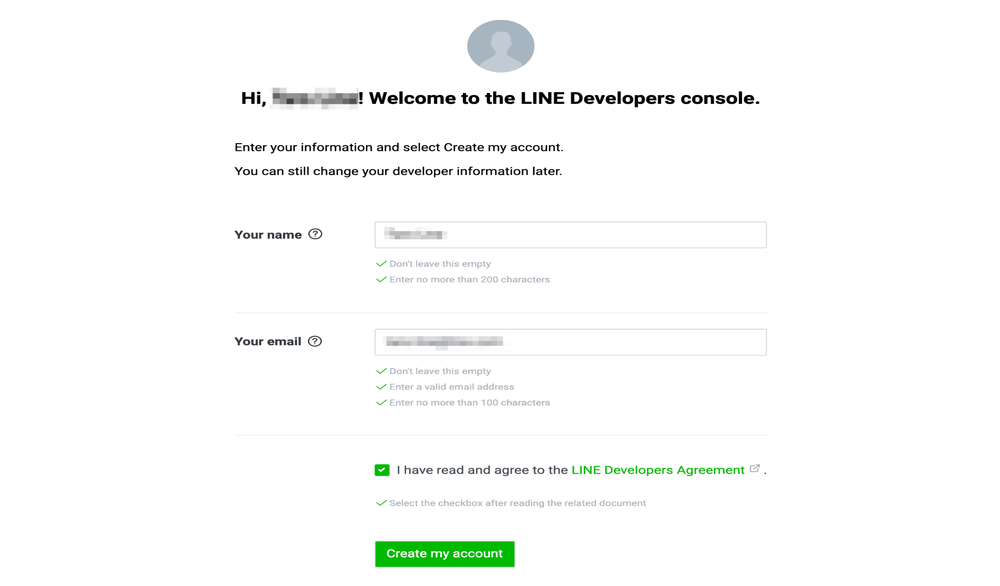 Hi, ! Welcome to the LINE Developers console.
Enter your information and select Create my account.
You can still change your developer information later.
Your name ?
Don't leave this empty
Enter no more than 200 characters
Your email ?
Don't leave this empty
Enter a valid email address
Enter no more than 100 characters
I have read and agree to the LINE Developers Agreement .
Select the checkbox after reading the related document
Create my account